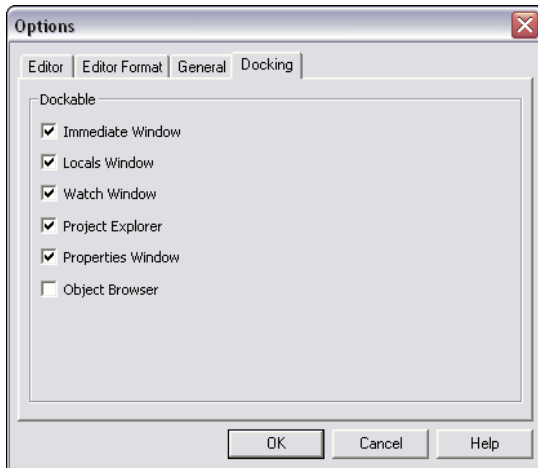 Options
Editor
Editor Format
General
Docking
Dockable
Immediate Window
Locals Window
Watch Window
Project Explorer
Properties Window
Object Browser
OK
Cancel
Help